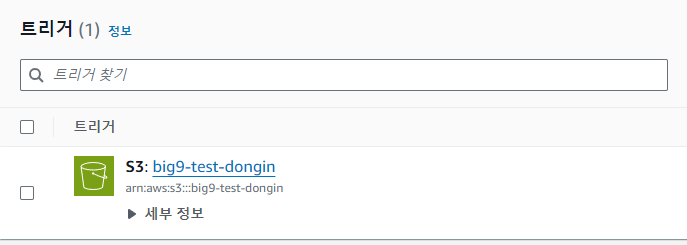 트리거 (1) 정보
트리거 찾기
트리거
S3: big9-test-dongin
arn:aws:s3:::big9-test-dongin
▶ 세부 정보